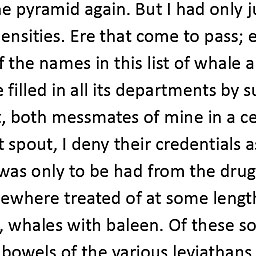 e pyramid again. But I had only ju
ensities. Ere that come to pass; e
f the names in this list of whale a
e filled in all its departments by su
, both messmates of mine in a ce
t spout, I deny their credentials as
was only to be had from the drug
ewhere treated of at some length
, whales with baleen. Of these so
bowels of the various leviathans